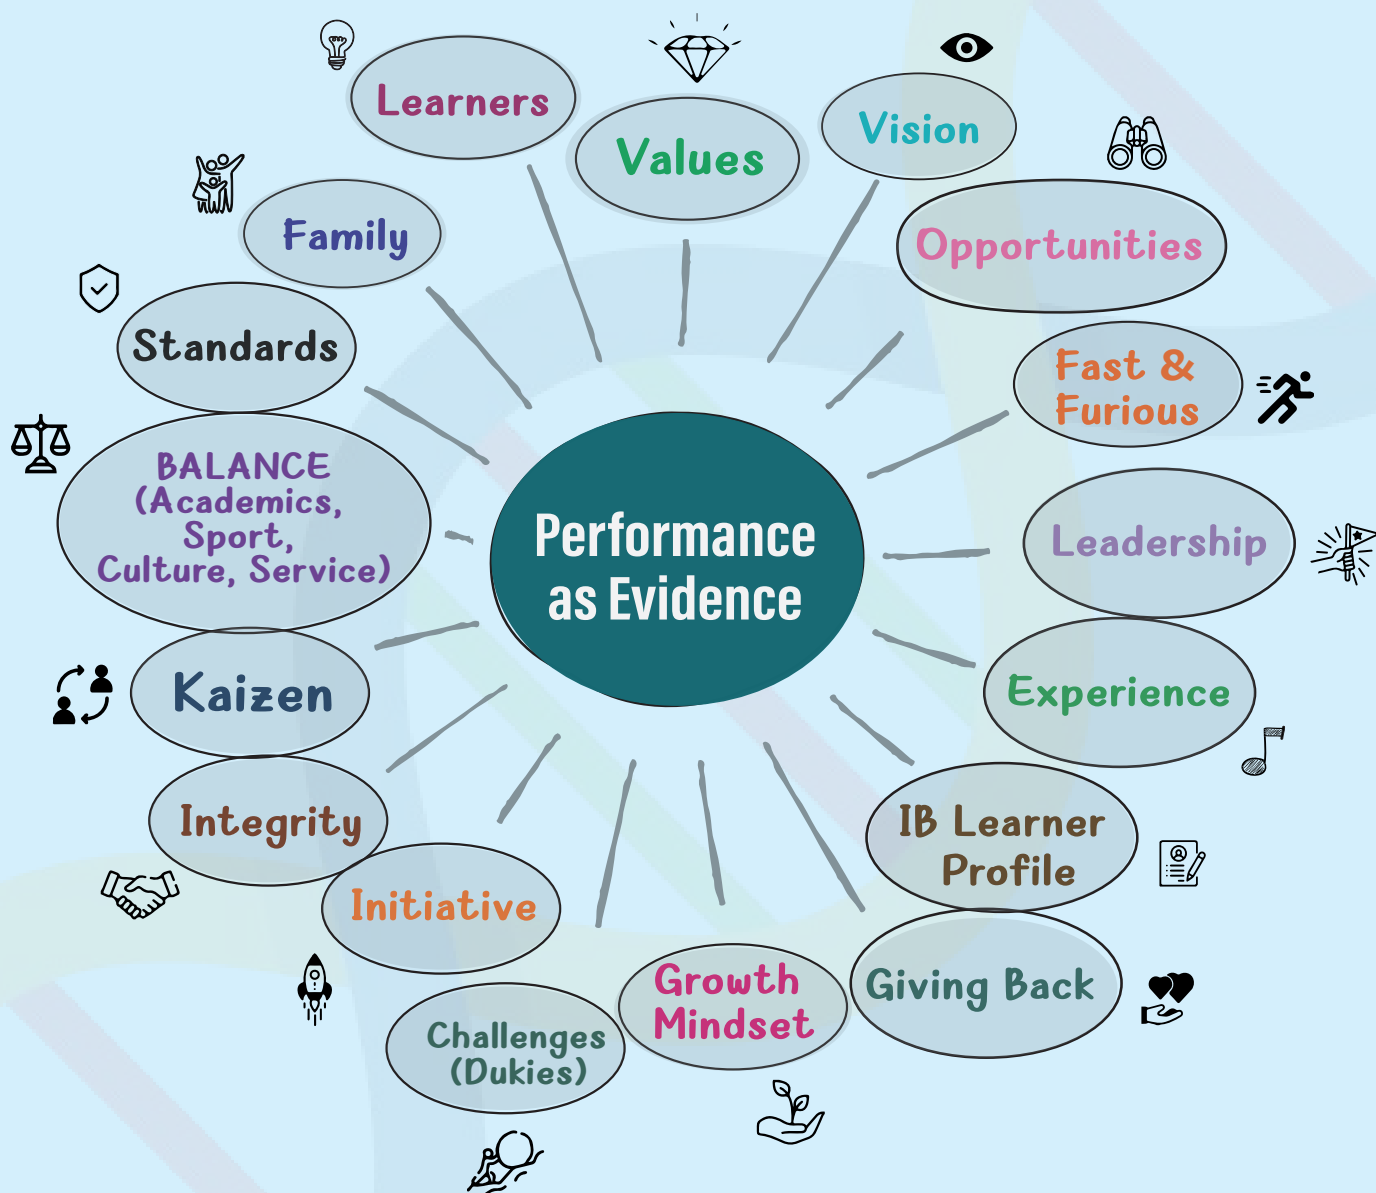 Learners
Values
Vision
Opportunities
Family
Standards
Fast &
Furious
BALANCE
(Academics,
Sport,
Culture, Service)
Performance
as Evidence
Leadership
Kaizen
Experience
Integrity
IB Learner
Profile
Initiative
Giving Back
Growth
Mindset
Challenges
(Dukies)